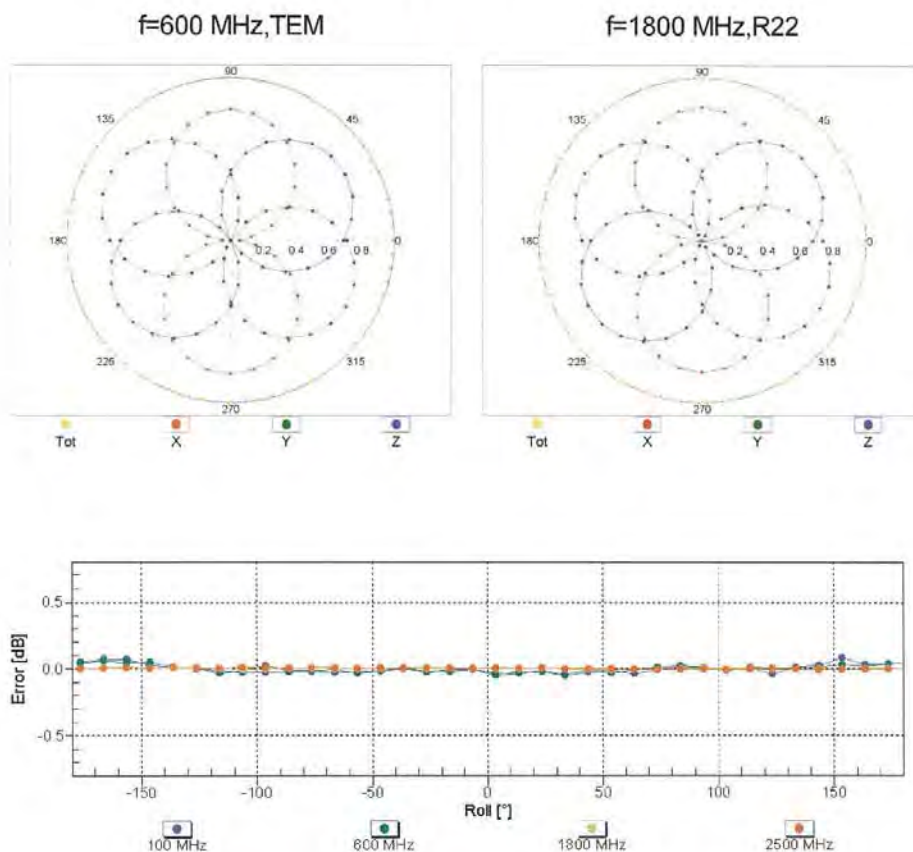 f=600 MHz,TEM
f=1800 MHz,R22
90
135
45
180
0.2 0.4 0.6 0.8
0
225
315
270
Tot X Y Z
90
135
45
180
0.2 0.4 0.6 0.8
0
225
315
270
Tot X Y Z
Error [dB]
0.5
0.0
-0.5
-150 -100 -50 0 50 100 150
Roll [°]
100 MHz 600 MHz 1800 MHz 2500 MHz